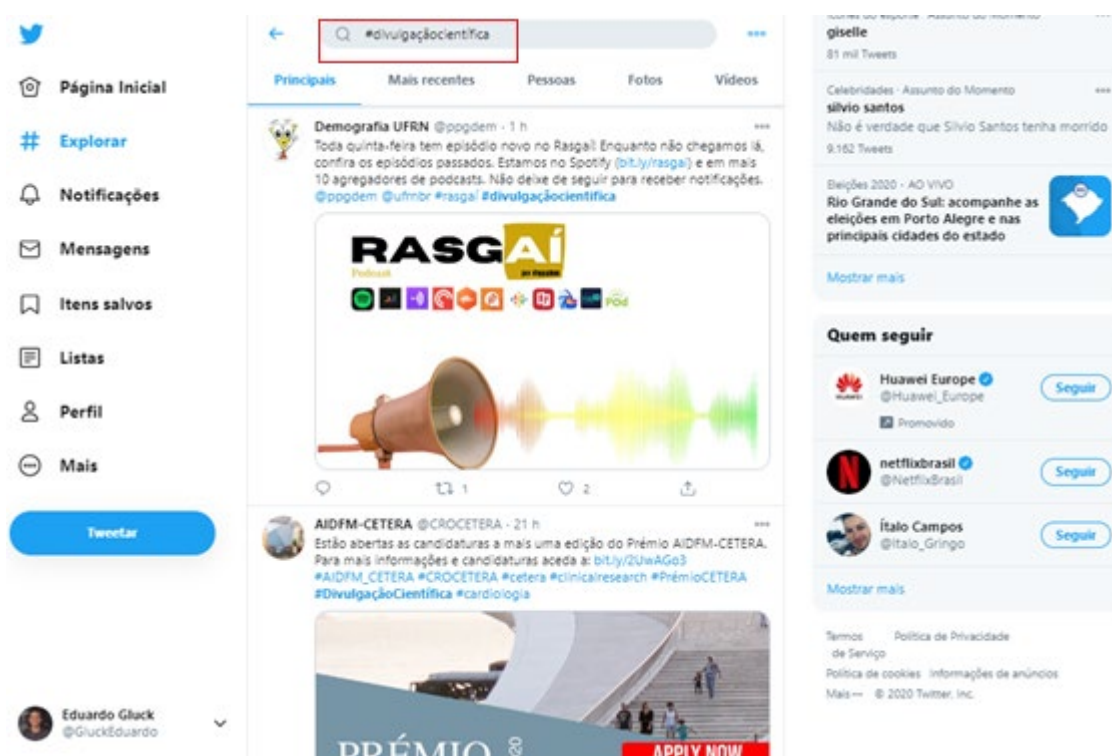 Página Inicial
Explorar
Notificações
Mensagens
Itens salvos
Listas
Perfil
Mais
Tweetar
Eduardo Gluck
@GluckEduardo
#divulgaçãocientífica
Principais
Mais recentes
Pessoas
Fotos
Vídeos
Demografia UFRN @ppgdem · 1 h
Toda quinta-feira tem episódio novo no Rasgaí! Enquanto não chegamos lá,
confira os episódios passados. Estamos no Spotify (bit.ly/rasgai) e em mais
10 agregadores de podcasts. Não deixe de seguir para receber notificações.
@ppgdem @ufrnbr #rasgaí #divulgaçãocientífica
RASGAÍ
Podcast
POD
1
2
AIDFM-CETERA @CROCETERA · 21 h
Estão abertas as candidaturas a mais uma edição do Prémio AIDFM-CETERA.
Para mais informações e candidaturas aceda a: bit.ly/2UwAGo3
#AIDFM_CETERA #CROCETERA #cetera #clinicalresearch #PrémioCETERA
#DivulgaçãoCientífica #cardiologia
PRÉMIO
APPLY NOW
Ícones do esporte · Assunto do Momento
giselle
81 mil Tweets
Celebridades · Assunto do Momento
silvio santos
Não é verdade que Silvio Santos tenha morrido
9.162 Tweets
Eleições 2020 · AO VIVO
Rio Grande do Sul: acompanhe as
eleições em Porto Alegre e nas
principais cidades do estado
Mostrar mais
Quem seguir
Huawei Europe
@Huawei_Europe
Seguir
Promovido
netflixbrasil
@NetflixBrasil
Seguir
Ítalo Campos
@Italo_Gringo
Seguir
Mostrar mais
Termos de Serviço
Política de Privacidade
Política de cookies
Informações de anúncios
Mais
© 2020 Twitter, Inc.